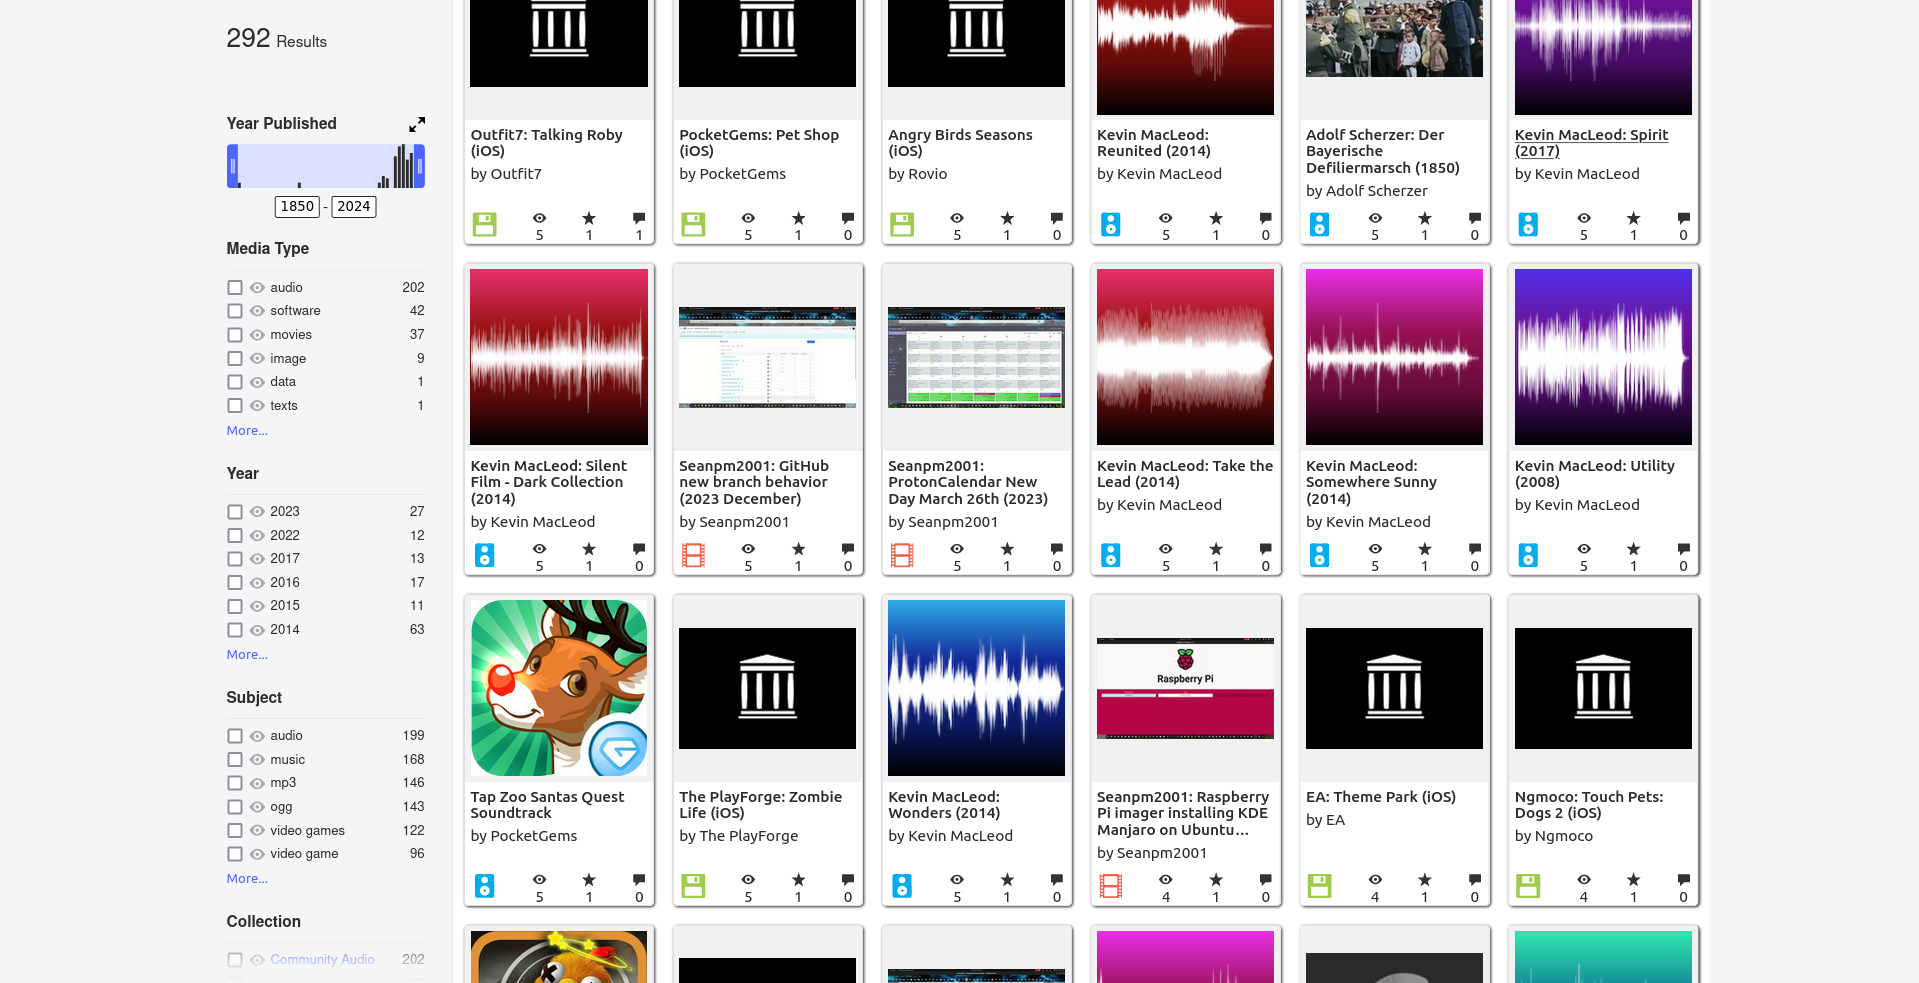 292 Results
Year Published
1850 - 2024
Media Type
audio 202
software 42
movies 37
image 9
data 1
texts 1
More...
Year
2023 27
2022 12
2017 13
2016 17
2015 11
2014 63
More...
Subject
audio 199
music 168
mp3 146
ogg 143
video games 122
video game 96
More...
Collection
Community Audio 202
Outfit7: Talking Roby
(iOS)
by Outfit7
5 1 1
PocketGems: Pet Shop
(iOS)
by PocketGems
5 1 0
Angry Birds Seasons
(iOS)
by Rovio
5 1 0
Kevin MacLeod:
Reunited (2014)
by Kevin MacLeod
5 1 0
Adolf Scherzer: Der
Bayerische
Defiliermarsch (1850)
by Adolf Scherzer
5 1 0
Kevin MacLeod: Spirit
(2017)
by Kevin MacLeod
5 1 0
Kevin MacLeod: Silent
Film - Dark Collection
(2014)
by Kevin MacLeod
5 1 0
Seanpm2001: GitHub
new branch behavior
(2023 December)
by Seanpm2001
5 1 0
Seanpm2001:
ProtonCalendar New
Day March 26th (2023)
by Seanpm2001
5 1 0
Kevin MacLeod: Take the
Lead (2014)
by Kevin MacLeod
5 1 0
Kevin MacLeod:
Somewhere Sunny
(2014)
by Kevin MacLeod
5 1 0
Kevin MacLeod: Utility
(2008)
by Kevin MacLeod
5 1 0
Tap Zoo Santas Quest
Soundtrack
by PocketGems
5 1 0
The PlayForge: Zombie
Life (iOS)
by The PlayForge
5 1 0
Kevin MacLeod:
Wonders (2014)
by Kevin MacLeod
5 1 0
Raspberry Pi
Seanpm2001: Raspberry
Pi imager installing KDE
Manjaro on Ubuntu...
by Seanpm2001
4 1 0
EA: Theme Park (iOS)
by EA
4 1 0
Ngmoco: Touch Pets:
Dogs 2 (iOS)
by Ngmoco
4 1 0